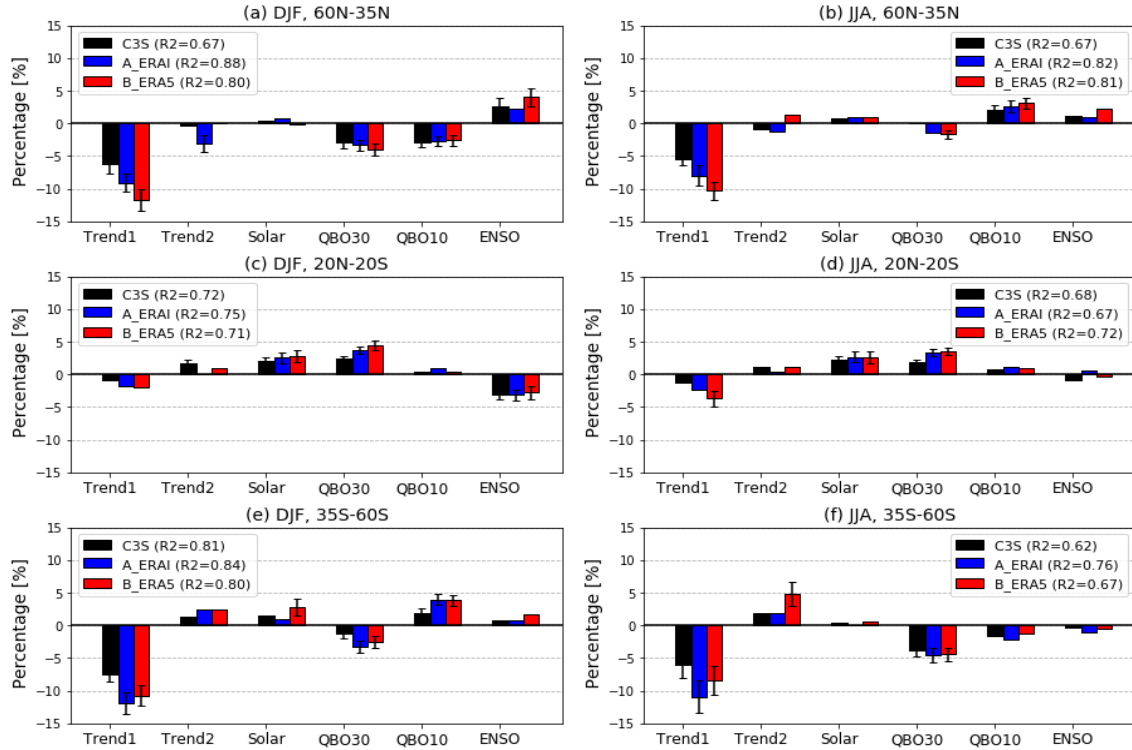 (a) DJF, 60N-35N
Percentage [%]
15
10
5
0
−5
−10
−15
C3S (R2=0.67)
A_ERAI (R2=0.88)
B_ERA5 (R2=0.80)
Trend1 Trend2 Solar QBO30 QBO10 ENSO
(b) JJA, 60N-35N
Percentage [%]
15
10
5
0
−5
−10
−15
C3S (R2=0.67)
A_ERAI (R2=0.82)
B_ERA5 (R2=0.81)
Trend1 Trend2 Solar QBO30 QBO10 ENSO
(c) DJF, 20N-20S
Percentage [%]
15
10
5
0
−5
−10
−15
C3S (R2=0.72)
A_ERAI (R2=0.75)
B_ERA5 (R2=0.71)
Trend1 Trend2 Solar QBO30 QBO10 ENSO
(d) JJA, 20N-20S
Percentage [%]
15
10
5
0
−5
−10
−15
C3S (R2=0.68)
A_ERAI (R2=0.67)
B_ERA5 (R2=0.72)
Trend1 Trend2 Solar QBO30 QBO10 ENSO
(e) DJF, 35S-60S
Percentage [%]
15
10
5
0
−5
−10
−15
C3S (R2=0.81)
A_ERAI (R2=0.84)
B_ERA5 (R2=0.80)
Trend1 Trend2 Solar QBO30 QBO10 ENSO
(f) JJA, 35S-60S
Percentage [%]
15
10
5
0
−5
−10
−15
C3S (R2=0.62)
A_ERAI (R2=0.76)
B_ERA5 (R2=0.67)
Trend1 Trend2 Solar QBO30 QBO10 ENSO